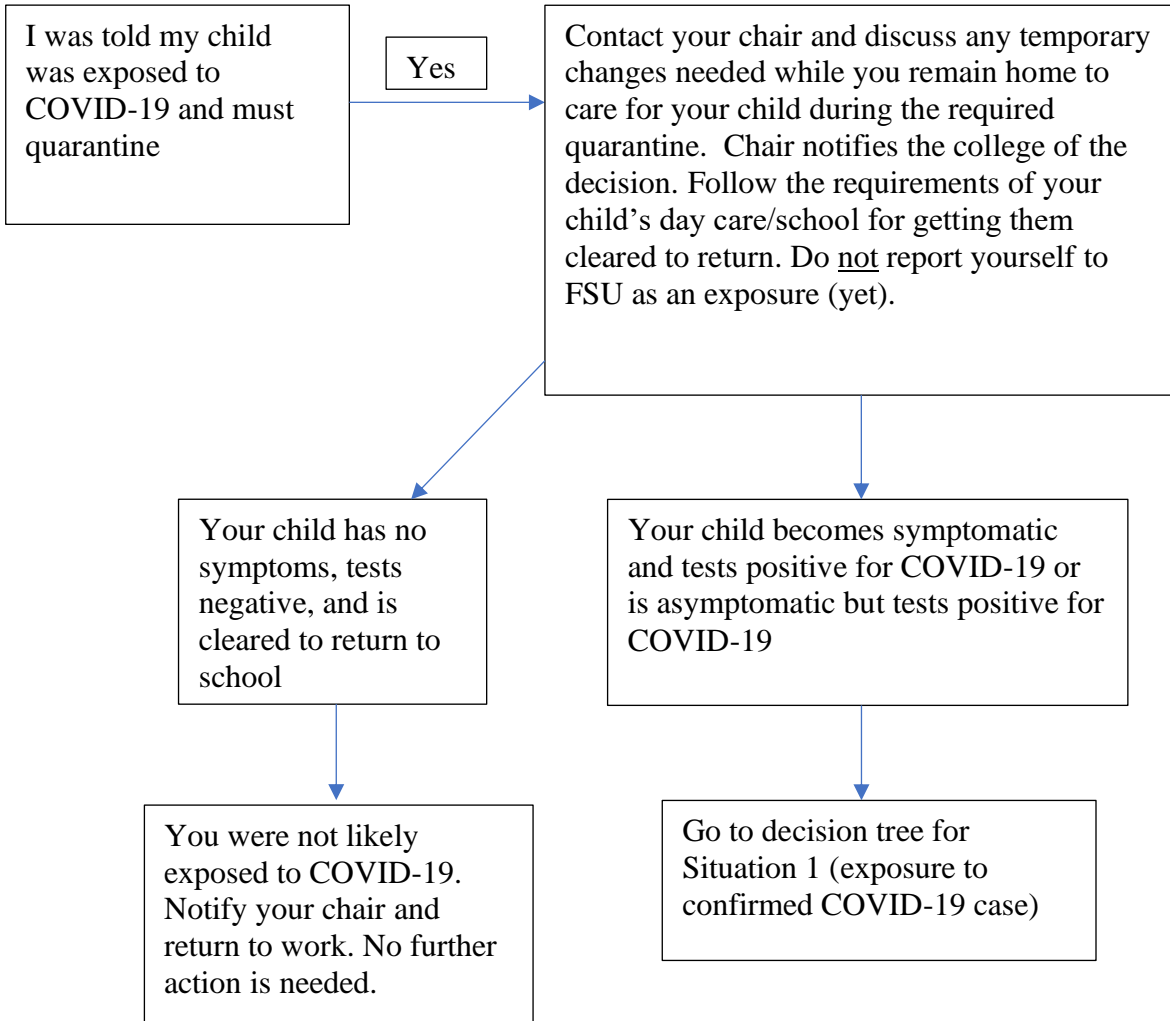 I was told my child
was exposed to
COVID-19 and must
quarantine
Yes
Contact your chair and discuss any temporary
changes needed while you remain home to
care for your child during the required
quarantine.  Chair notifies the college of the
decision. Follow the requirements of your
child’s day care/school for getting them
cleared to return. Do not report yourself to
FSU as an exposure (yet).
Your child has no
symptoms, tests
negative, and is
cleared to return to
school
Your child becomes symptomatic
and tests positive for COVID-19 or
is asymptomatic but tests positive for
COVID-19
You were not likely
exposed to COVID-19.
Notify your chair and
return to work. No further
action is needed.
Go to decision tree for
Situation 1 (exposure to
confirmed COVID-19 case)